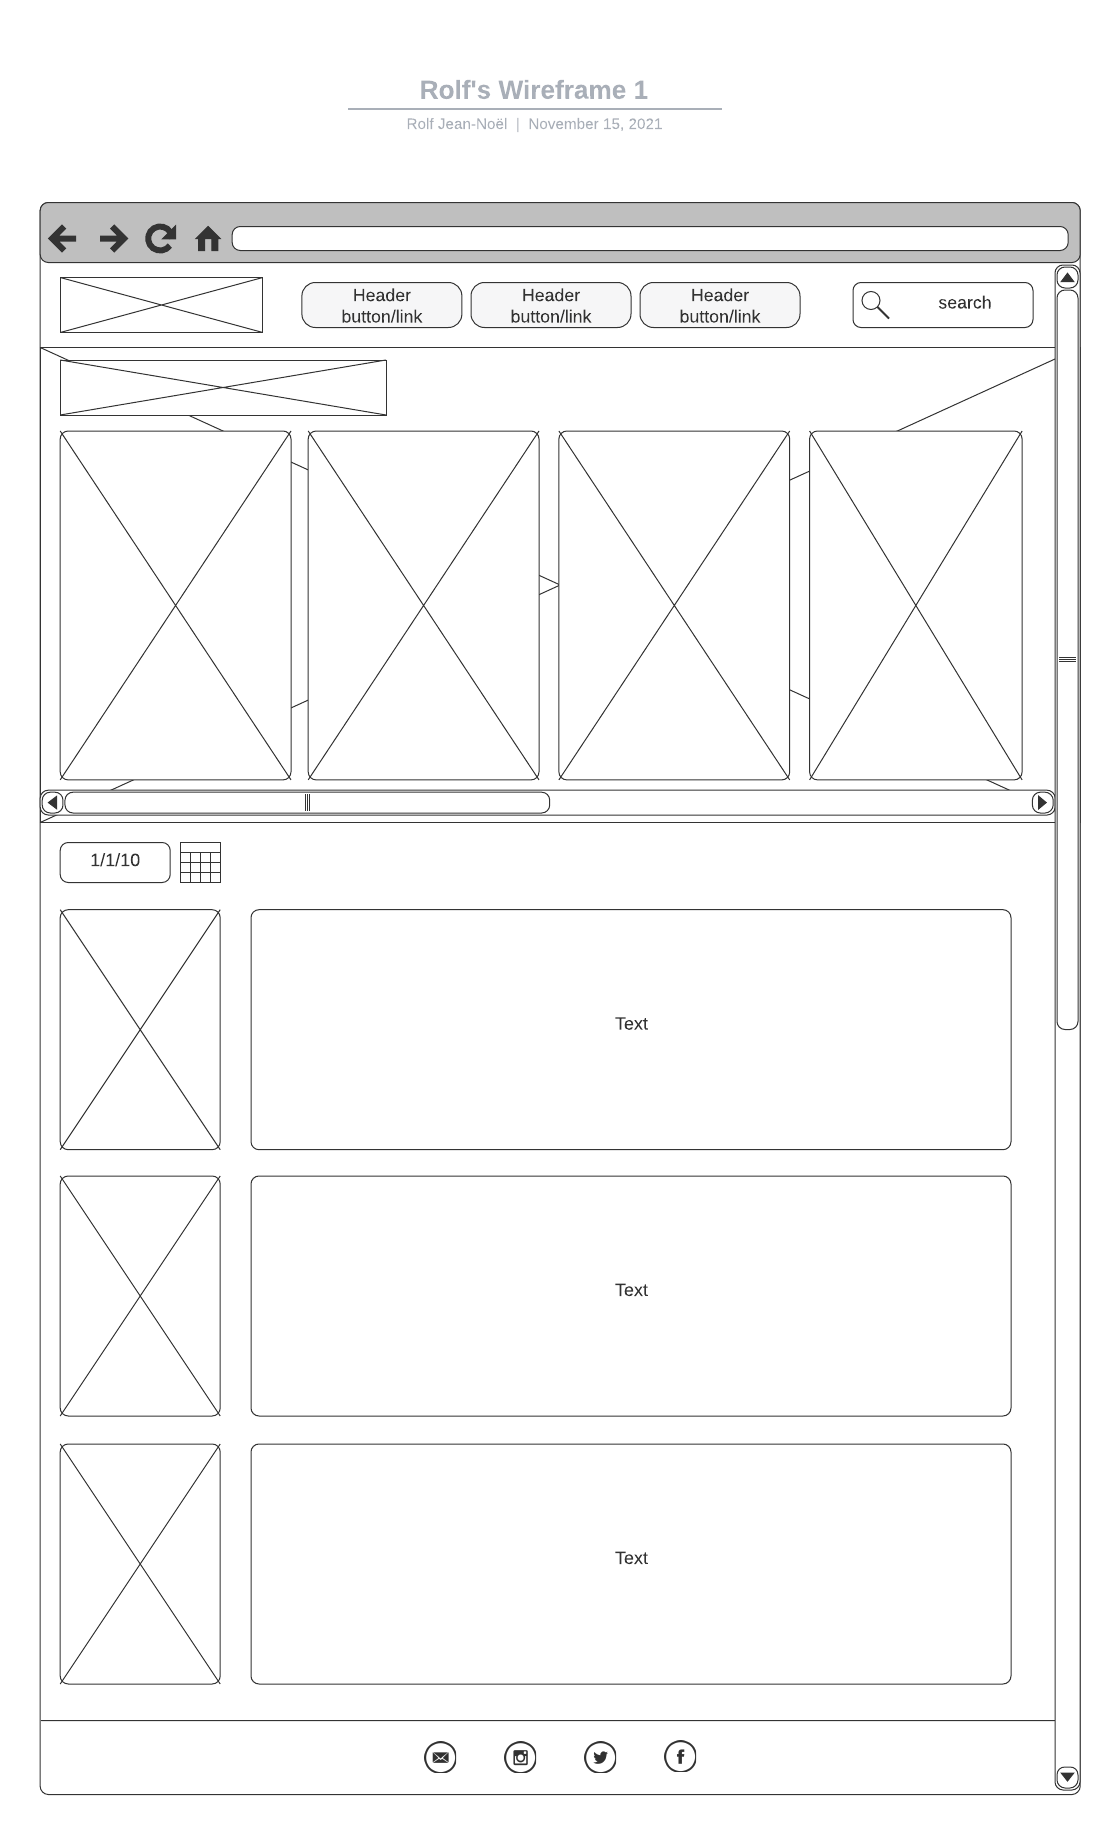 Rolf's Wireframe 1
Rolf Jean-Noël | November 15, 2021
Header
button/link
Header
button/link
Header
button/link
search
1/1/10
Text
Text
Text